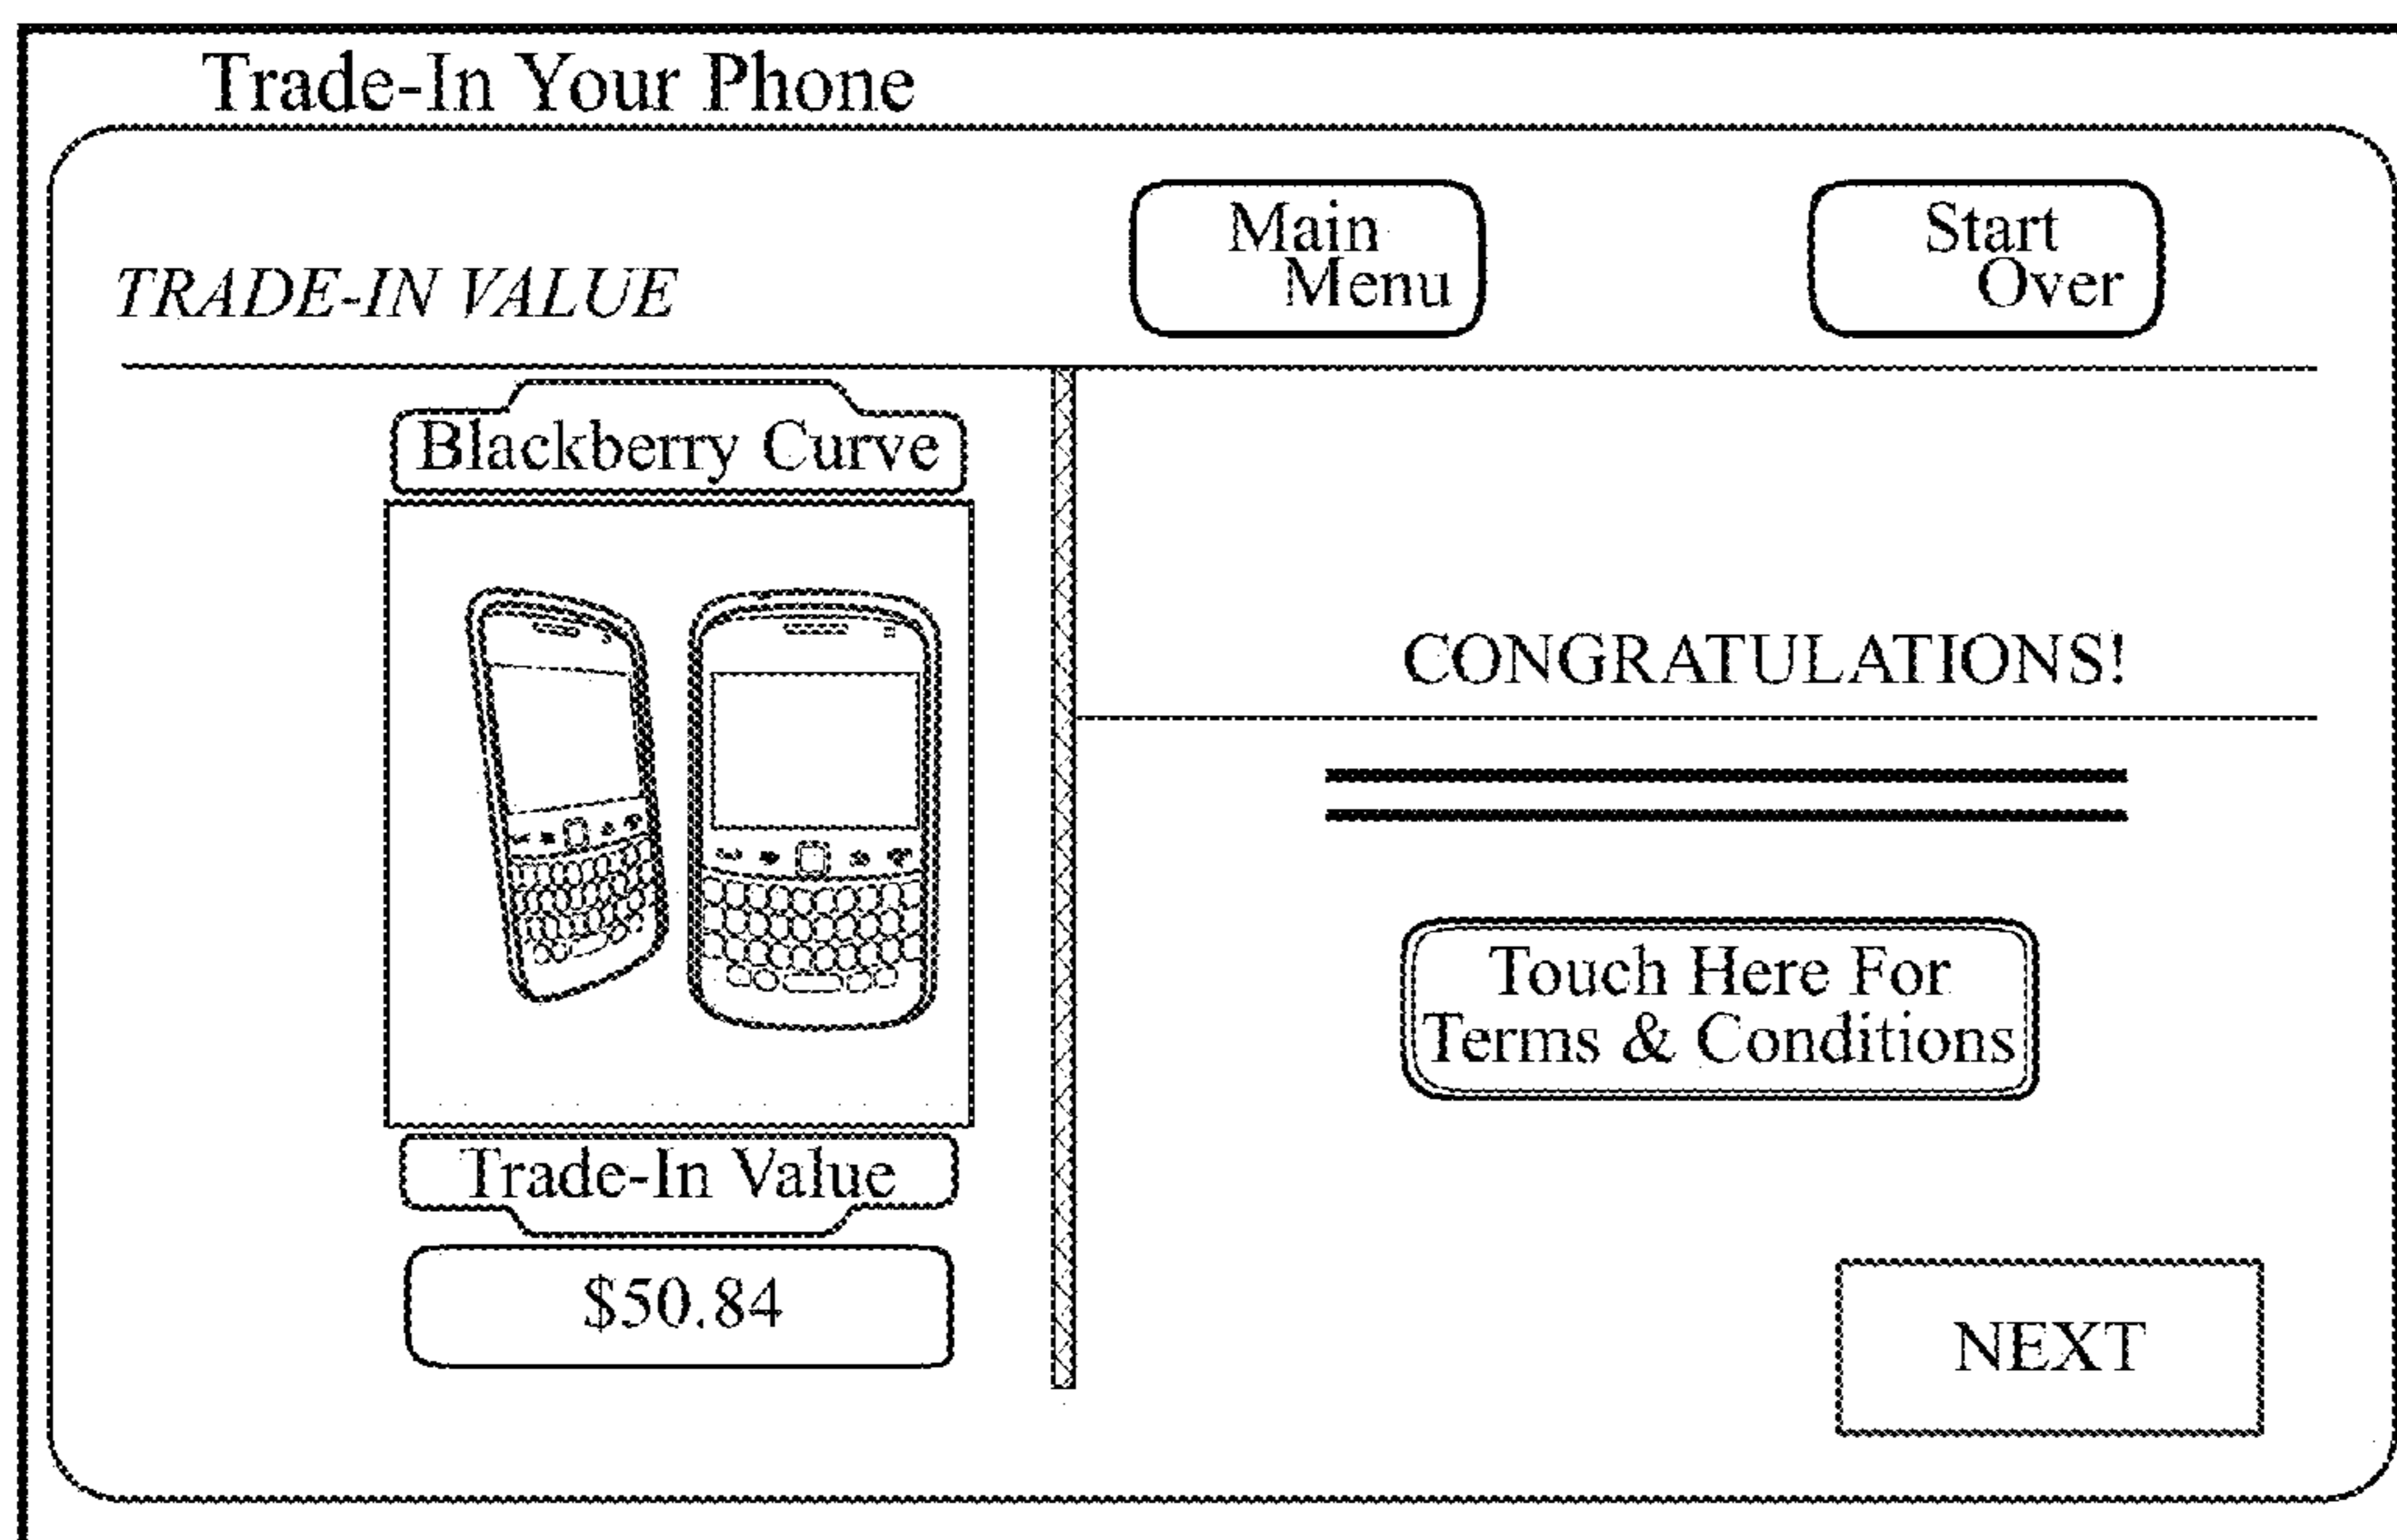 Trade-In Your Phone
Main
Menu
Start
Over
TRADE-IN VALUE
Blackberry Curve
CONGRATULATIONS!
Touch Here For
Terms & Conditions
Trade-In Value
$50.84
NEXT